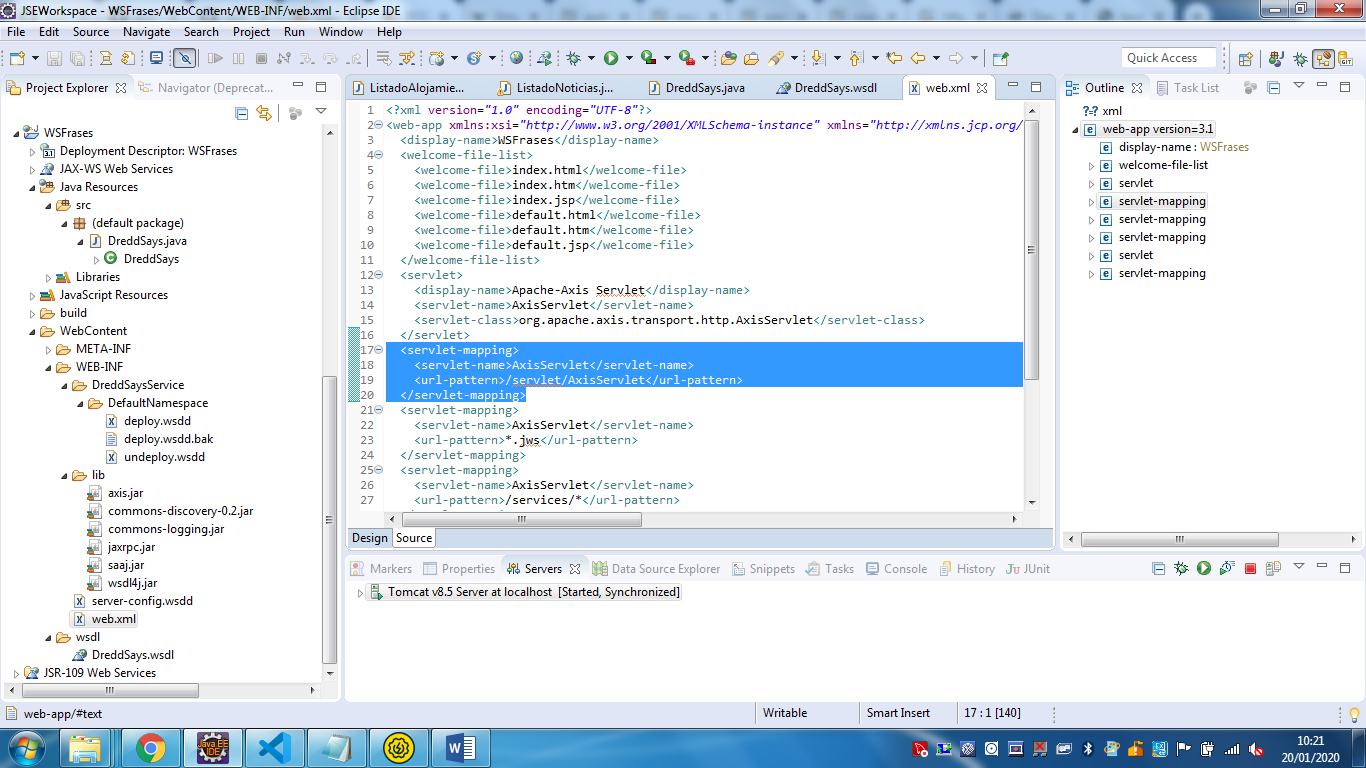 JSEWorkspace - WSFrases/WebContent/WEB-INF/web.xml - Eclipse IDE
File Edit Source Navigate Search Project Run Window Help
Quick Access
Project Explorer
Navigator (Deprecat...
WSFrases
Deployment Descriptor: WSFrases
JAX-WS Web Services
Java Resources
src
(default package)
DreddSays.java
DreddSays
Libraries
JavaScript Resources
build
WebContent
META-INF
WEB-INF
DreddSaysService
DefaultNamespace
deploy.wsdd
deploy.wsdd.bak
undeploy.wsdd
lib
axis.jar
commons-discovery-0.2.jar
commons-logging.jar
jaxrpc.jar
saaj.jar
wsdl4j.jar
server-config.wsdd
web.xml
wsdl
DreddSays.wsdl
JSR-109 Web Services
ListadoAlojamie...
ListadoNoticias.j...
DreddSays.java
DreddSays.wsdl
web.xml
1 <?xml version="1.0" encoding="UTF-8"?>
2 <web-app xmlns:xsi="http://www.w3.org/2001/XMLSchema-instance" xmlns="http://xmlns.jcp.org/
3 <display-name>WSFrases</display-name>
4 <welcome-file-list>
5 <welcome-file>index.html</welcome-file>
6 <welcome-file>index.htm</welcome-file>
7 <welcome-file>index.jsp</welcome-file>
8 <welcome-file>default.html</welcome-file>
9 <welcome-file>default.htm</welcome-file>
10 <welcome-file>default.jsp</welcome-file>
11 </welcome-file-list>
12 <servlet>
13 <display-name>Apache-Axis Servlet</display-name>
14 <servlet-name>AxisServlet</servlet-name>
15 <servlet-class>org.apache.axis.transport.http.AxisServlet</servlet-class>
16 </servlet>
17 <servlet-mapping>
18 <servlet-name>AxisServlet</servlet-name>
19 <url-pattern>/servlet/AxisServlet</url-pattern>
20 </servlet-mapping>
21 <servlet-mapping>
22 <servlet-name>AxisServlet</servlet-name>
23 <url-pattern>*.jws</url-pattern>
24 </servlet-mapping>
25 <servlet-mapping>
26 <servlet-name>AxisServlet</servlet-name>
27 <url-pattern>/services/*</url-pattern>
Design Source
Outline
Task List
?-? xml
web-app version=3.1
display-name : WSFrases
welcome-file-list
servlet
servlet-mapping
servlet-mapping
servlet-mapping
servlet
servlet-mapping
Markers Properties Servers Data Source Explorer Snippets Tasks Console History JUnit
Tomcat v8.5 Server at localhost [Started, Synchronized]
web-app/#text
Writable
Smart Insert
17 : 1 [140]
Java EE
IDE
10:21
20/01/2020